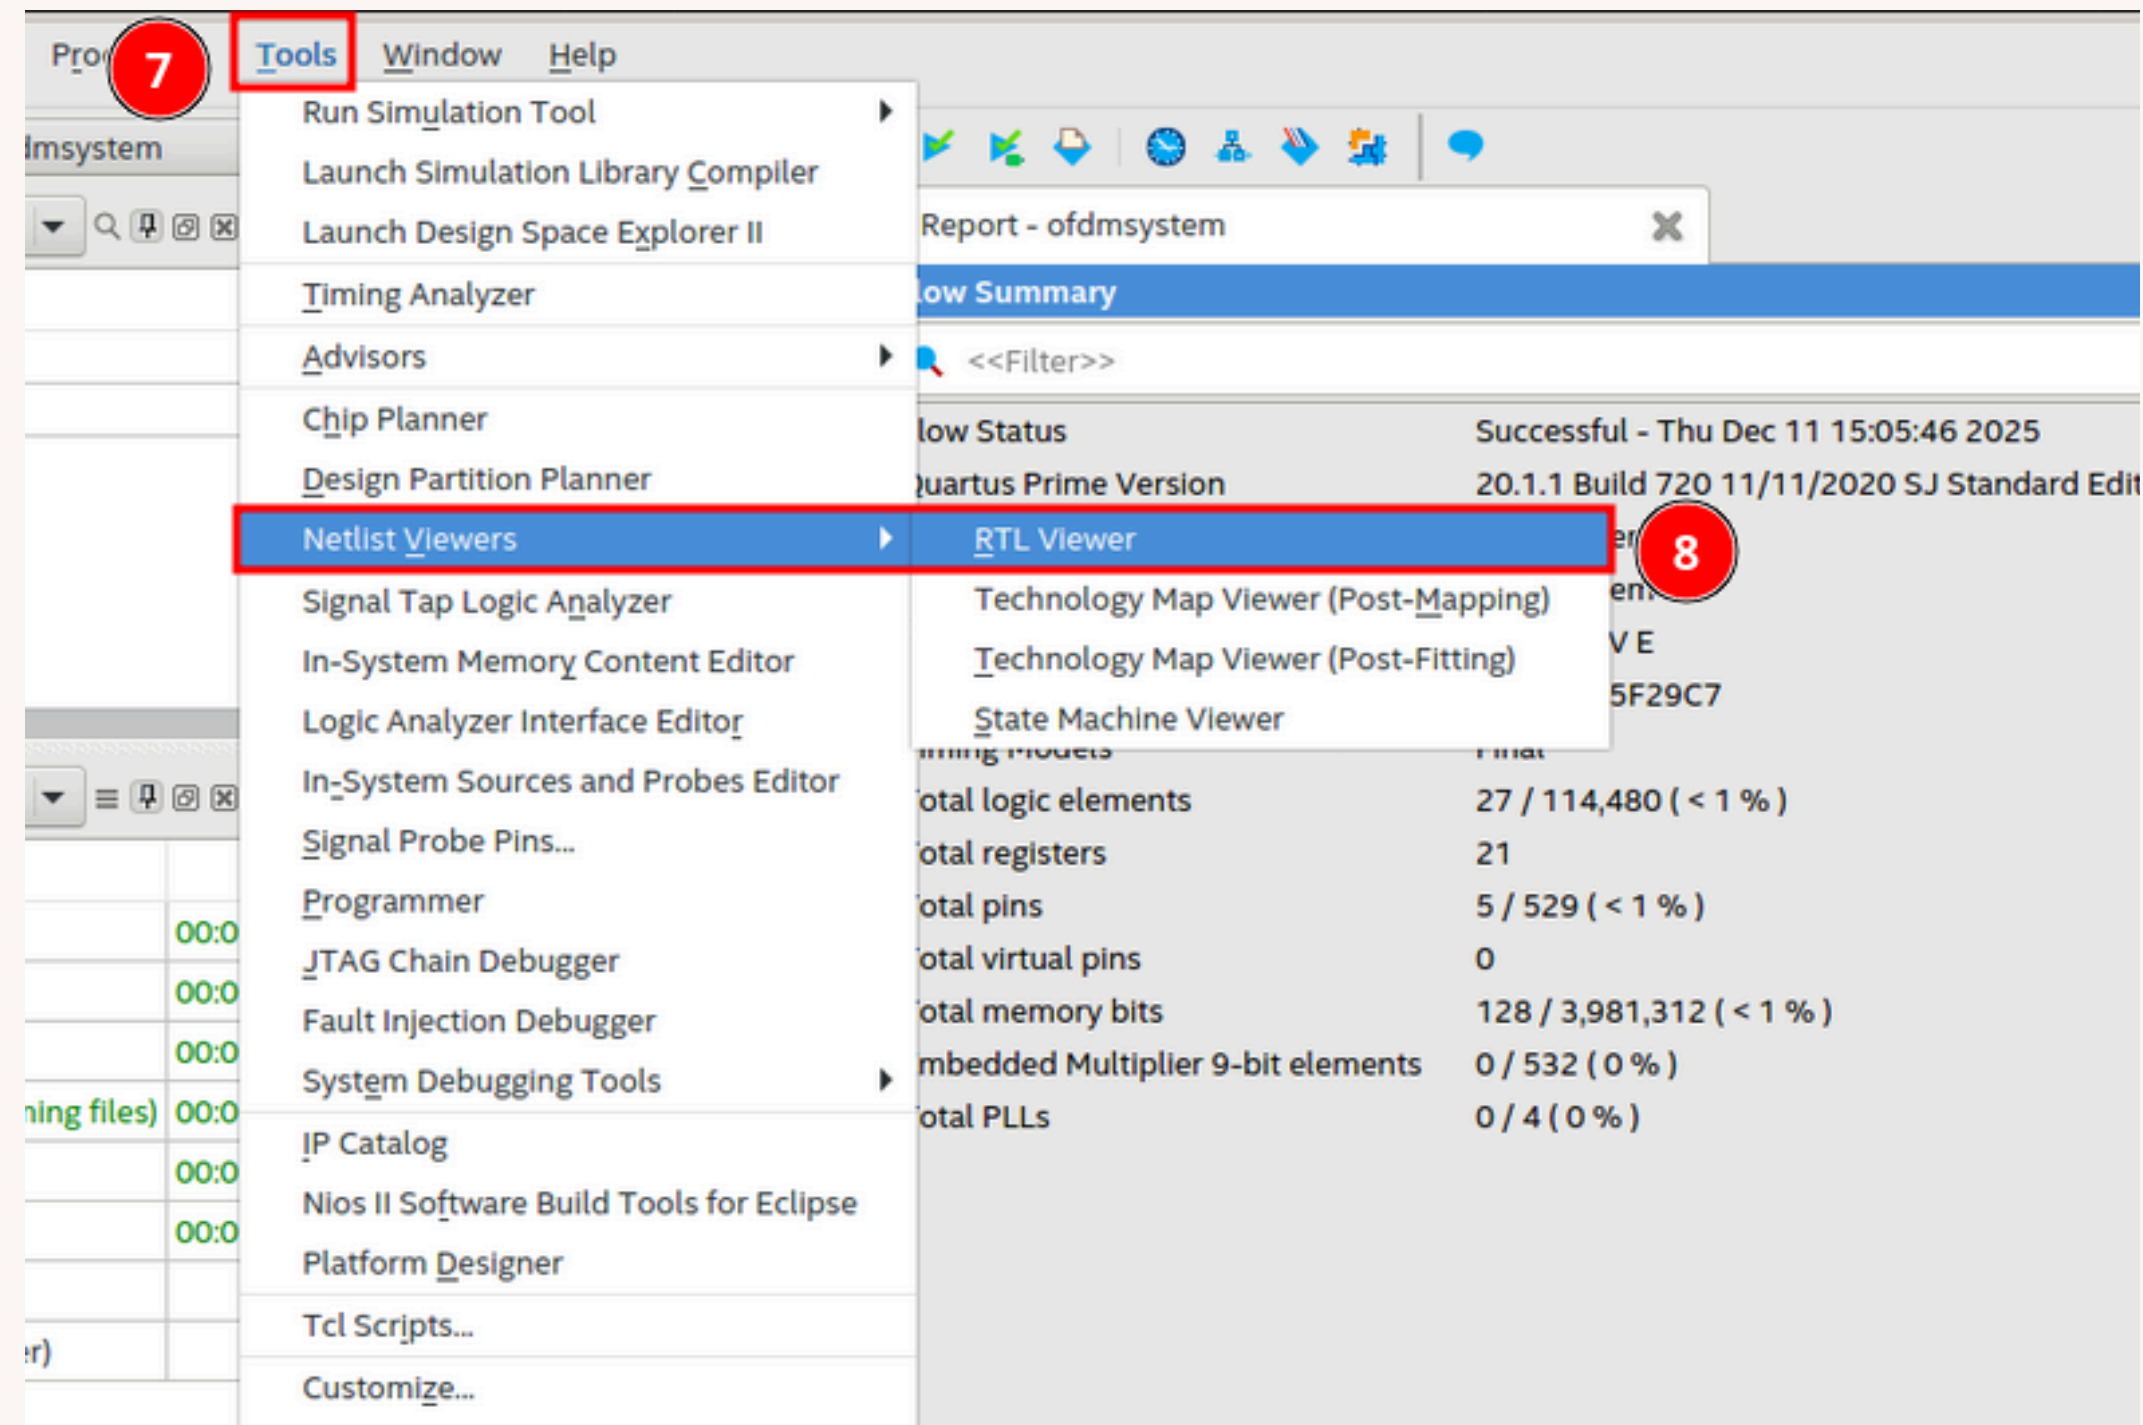 7
Tools
Window
Help
Run Simulation Tool
Launch Simulation Library Compiler
Launch Design Space Explorer II
Timing Analyzer
Advisors
Chip Planner
Design Partition Planner
Netlist Viewers
Signal Tap Logic Analyzer
In-System Memory Content Editor
Logic Analyzer Interface Editor
In-System Sources and Probes Editor
Signal Probe Pins...
Programmer
JTAG Chain Debugger
Fault Injection Debugger
System Debugging Tools
IP Catalog
Nios II Software Build Tools for Eclipse
Platform Designer
Tcl Scripts...
Customize...
RTL Viewer
8
Technology Map Viewer (Post-Mapping)
Technology Map Viewer (Post-Fitting)
State Machine Viewer
dmsystem
ning files) 00:0
00:0
00:0
00:0
00:0
00:0
er)
Report - ofdmsystem
low Summary
<<Filter>>
low Status Successful - Thu Dec 11 15:05:46 2025
Quartus Prime Version 20.1.1 Build 720 11/11/2020 SJ Standard Edit
em
V E
5F29C7
iming Models Final
otal logic elements 27 / 114,480 ( < 1 % )
otal registers 21
otal pins 5 / 529 ( < 1 % )
otal virtual pins 0
otal memory bits 128 / 3,981,312 ( < 1 % )
mbedded Multiplier 9-bit elements 0 / 532 ( 0 % )
otal PLLs 0 / 4 ( 0 % )